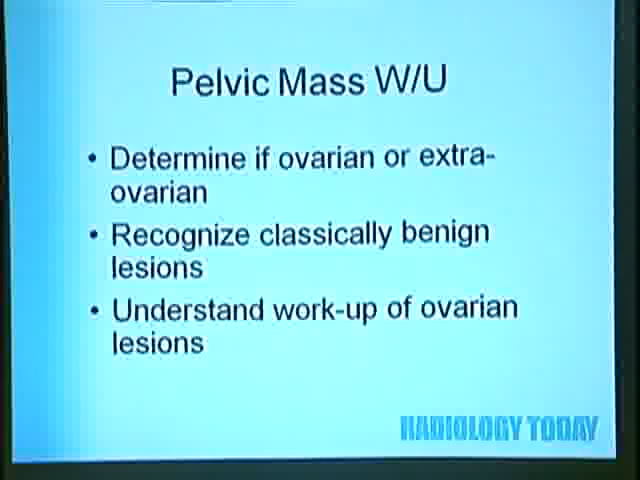 Pelvic Mass W/U
• Determine if ovarian or extra-
ovarian
• Recognize classically benign
lesions
• Understand work-up of ovarian
lesions
RADIOLOGY TODAY